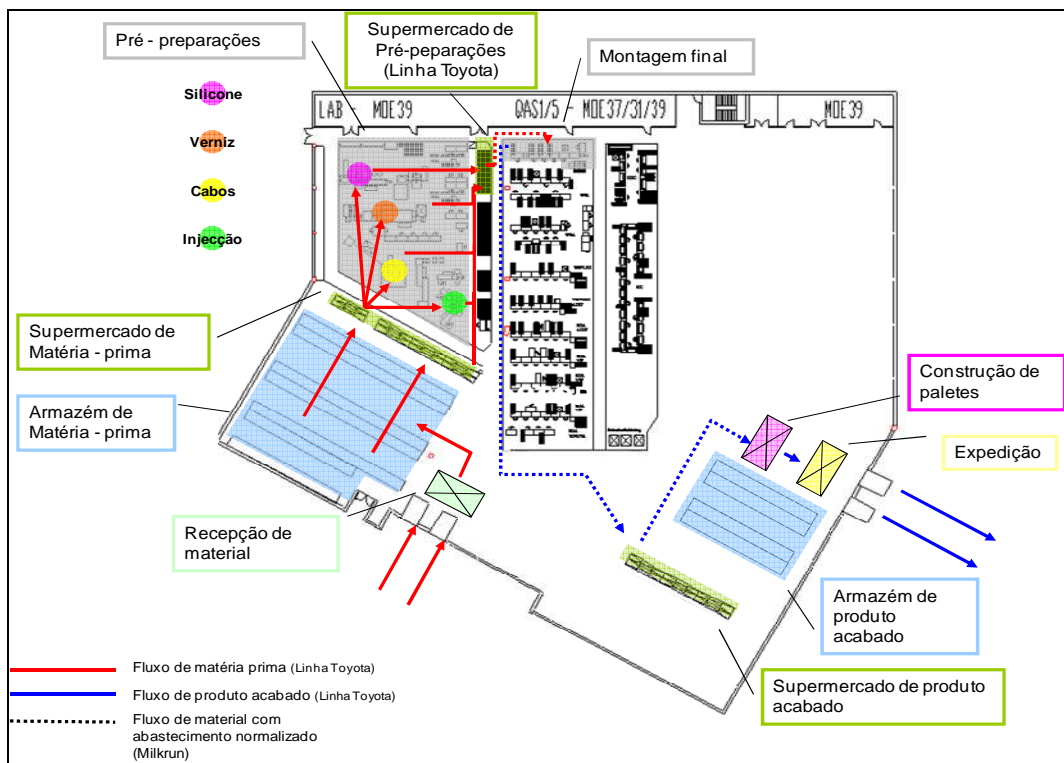 Pré - preparações
Supermercado de
Pré-peparações
(Linha Toyota)
Montagem final
Silicone
Verniz
Cabos
Injecção
LAB - MOE39
QAS1/5 - MOE37/31/39
MOE39
Supermercado de
Matéria - prima
Armazém de
Matéria - prima
Recepção de
material
Construção de
paletes
Expedição
Armazém de
produto
acabado
Supermercado de produto
acabado
Fluxo de matéria prima (Linha Toyota)
Fluxo de produto acabado (Linha Toyota)
Fluxo de material com
abastecimento normalizado
(Milkrun)